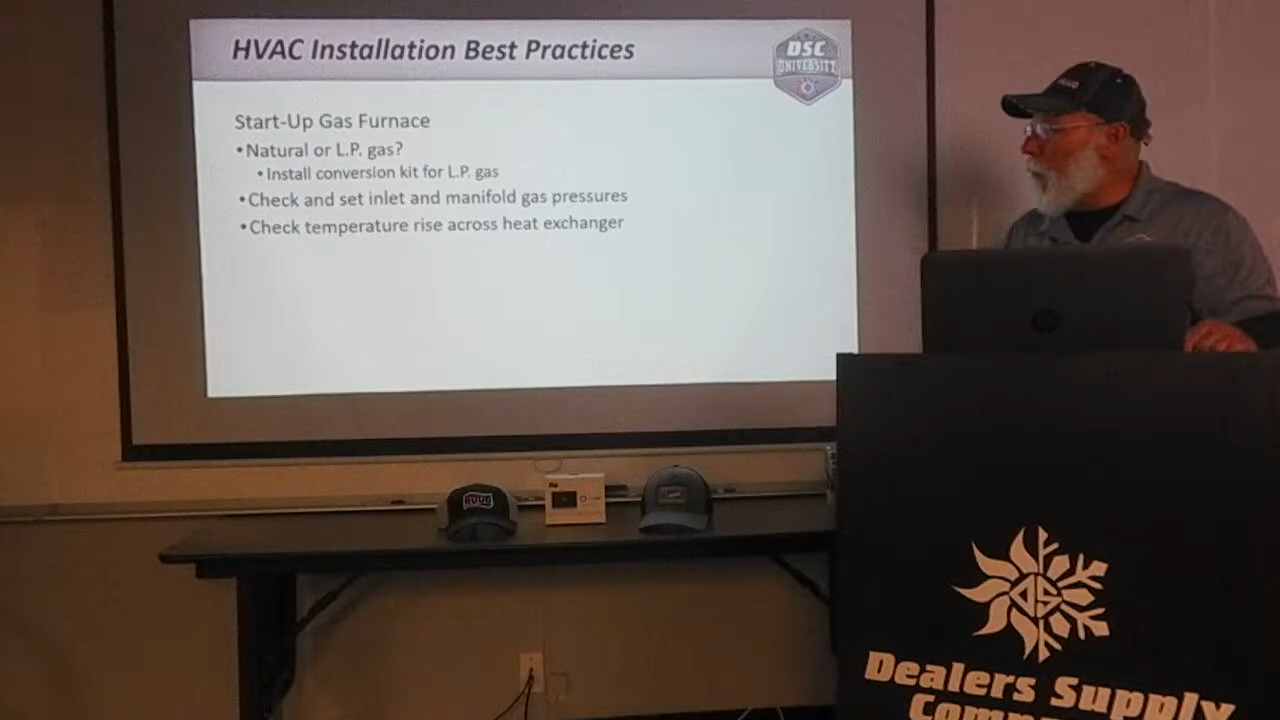 HVAC Installation Best Practices
DSC
UNIVERSITY
Start-Up Gas Furnace
•Natural or L.P. gas?
•Install conversion kit for L.P. gas
•Check and set inlet and manifold gas pressures
•Check temperature rise across heat exchanger
RUUD
DS
Dealers Supply